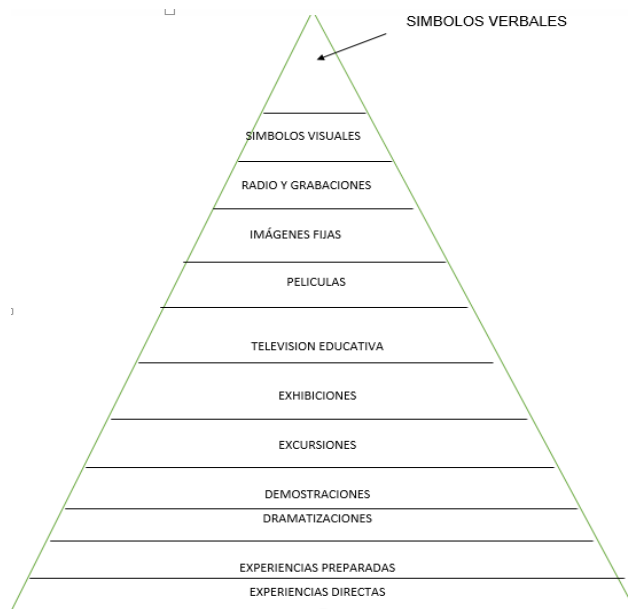 SIMBOLOS VERBALES
SIMBOLOS VISUALES
RADIO Y GRABACIONES
IMÁGENES FIJAS
PELICULAS
TELEVISION EDUCATIVA
EXHIBICIONES
EXCURSIONES
DEMOSTRACIONES
DRAMATIZACIONES
EXPERIENCIAS PREPARADAS
EXPERIENCIAS DIRECTAS